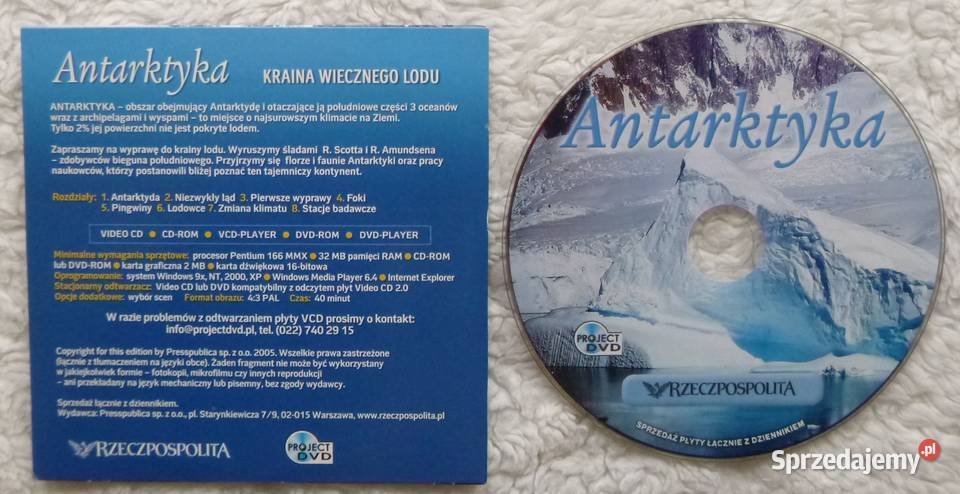 Antarktyka KRAINA WIECZNEGO LODU
ANTARKTYKA – obszar obejmujący Antarktydę i otaczające ją południowe części 3 oceanów
wraz z archipelagami i wyspami – to miejsce o najsurowszym klimacie na Ziemi.
Tylko 2% jej powierzchni nie jest pokryte lodem.
Zapraszamy na wyprawę do krainy lodu. Wyruszymy śladami R. Scotta i R. Amundsena
– zdobywców bieguna południowego. Przyjrzymy się florze i faunie Antarktyki oraz pracy
naukowców, którzy postanowili bliżej poznać ten tajemniczy kontynent.
Rozdziały: 1. Antarktyda 2. Niezwykły ląd 3. Pierwsze wyprawy 4. Foki
5. Pingwiny 6. Lodowce 7. Zmiana klimatu 8. Stacje badawcze
VIDEO CD ● CD-ROM ● VCD-PLAYER ● DVD-ROM ● DVD-PLAYER
Minimalne wymagania sprzętowe: procesor Pentium 166 MMX ● 32 MB pamięci RAM ● CD-ROM
lub DVD-ROM ● karta graficzna 2 MB ● karta dźwiękowa 16-bitowa
Oprogramowanie: system Windows 9x, NT, 2000, XP ● Windows Media Player 6.4 ● Internet Explorer
Stacjonarny odtwarzacz: Video CD lub DVD kompatybilny z odczytem płyt Video CD 2.0
Opcje dodatkowe: wybór scen Format obrazu: 4:3 PAL Czas: 40 minut
W razie problemów z odtwarzaniem płyty VCD prosimy o kontakt:
info@projectdvd.pl, tel. (022) 740 29 15
Copyright for this edition by Presspublica sp. z o.o. 2005. Wszelkie prawa zastrzeżone
(łącznie z tłumaczeniem na języki obce). Żaden fragment nie może być wykorzystany
w jakiejkolwiek formie – fotokopii, mikrofilmu czy innych reprodukcji
– ani przekładany na język mechaniczny lub pisemny, bez zgody wydawcy.
Sprzedaż łącznie z dziennikiem.
Wydawca: Presspublica sp. z o.o., pl. Starynkiewicza 7/9, 02-015 Warszawa, www.rzeczpospolita.pl
RZECZPOSPOLITA
PROJECT
DVD
Antarktyka
PROJECT
DVD
RZECZPOSPOLITA
SPRZEDAŻ PŁYTY ŁĄCZNIE Z DZIENNIKIEM
Sprzedajemy.pl